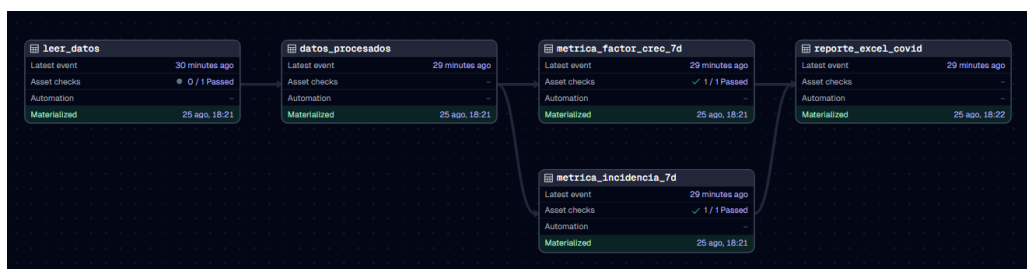 leer_datos
Latest event 30 minutes ago
Asset checks 0 / 1 Passed
Automation –
Materialized 25 ago, 18:21
datos_procesados
Latest event 29 minutes ago
Asset checks –
Automation –
Materialized 25 ago, 18:21
metrica_factor_crec_7d
Latest event 29 minutes ago
Asset checks ✓ 1 / 1 Passed
Automation –
Materialized 25 ago, 18:21
metrica_incidencia_7d
Latest event 29 minutes ago
Asset checks ✓ 1 / 1 Passed
Automation –
Materialized 25 ago, 18:21
reporte_excel_covid
Latest event 29 minutes ago
Asset checks –
Automation –
Materialized 25 ago, 18:22